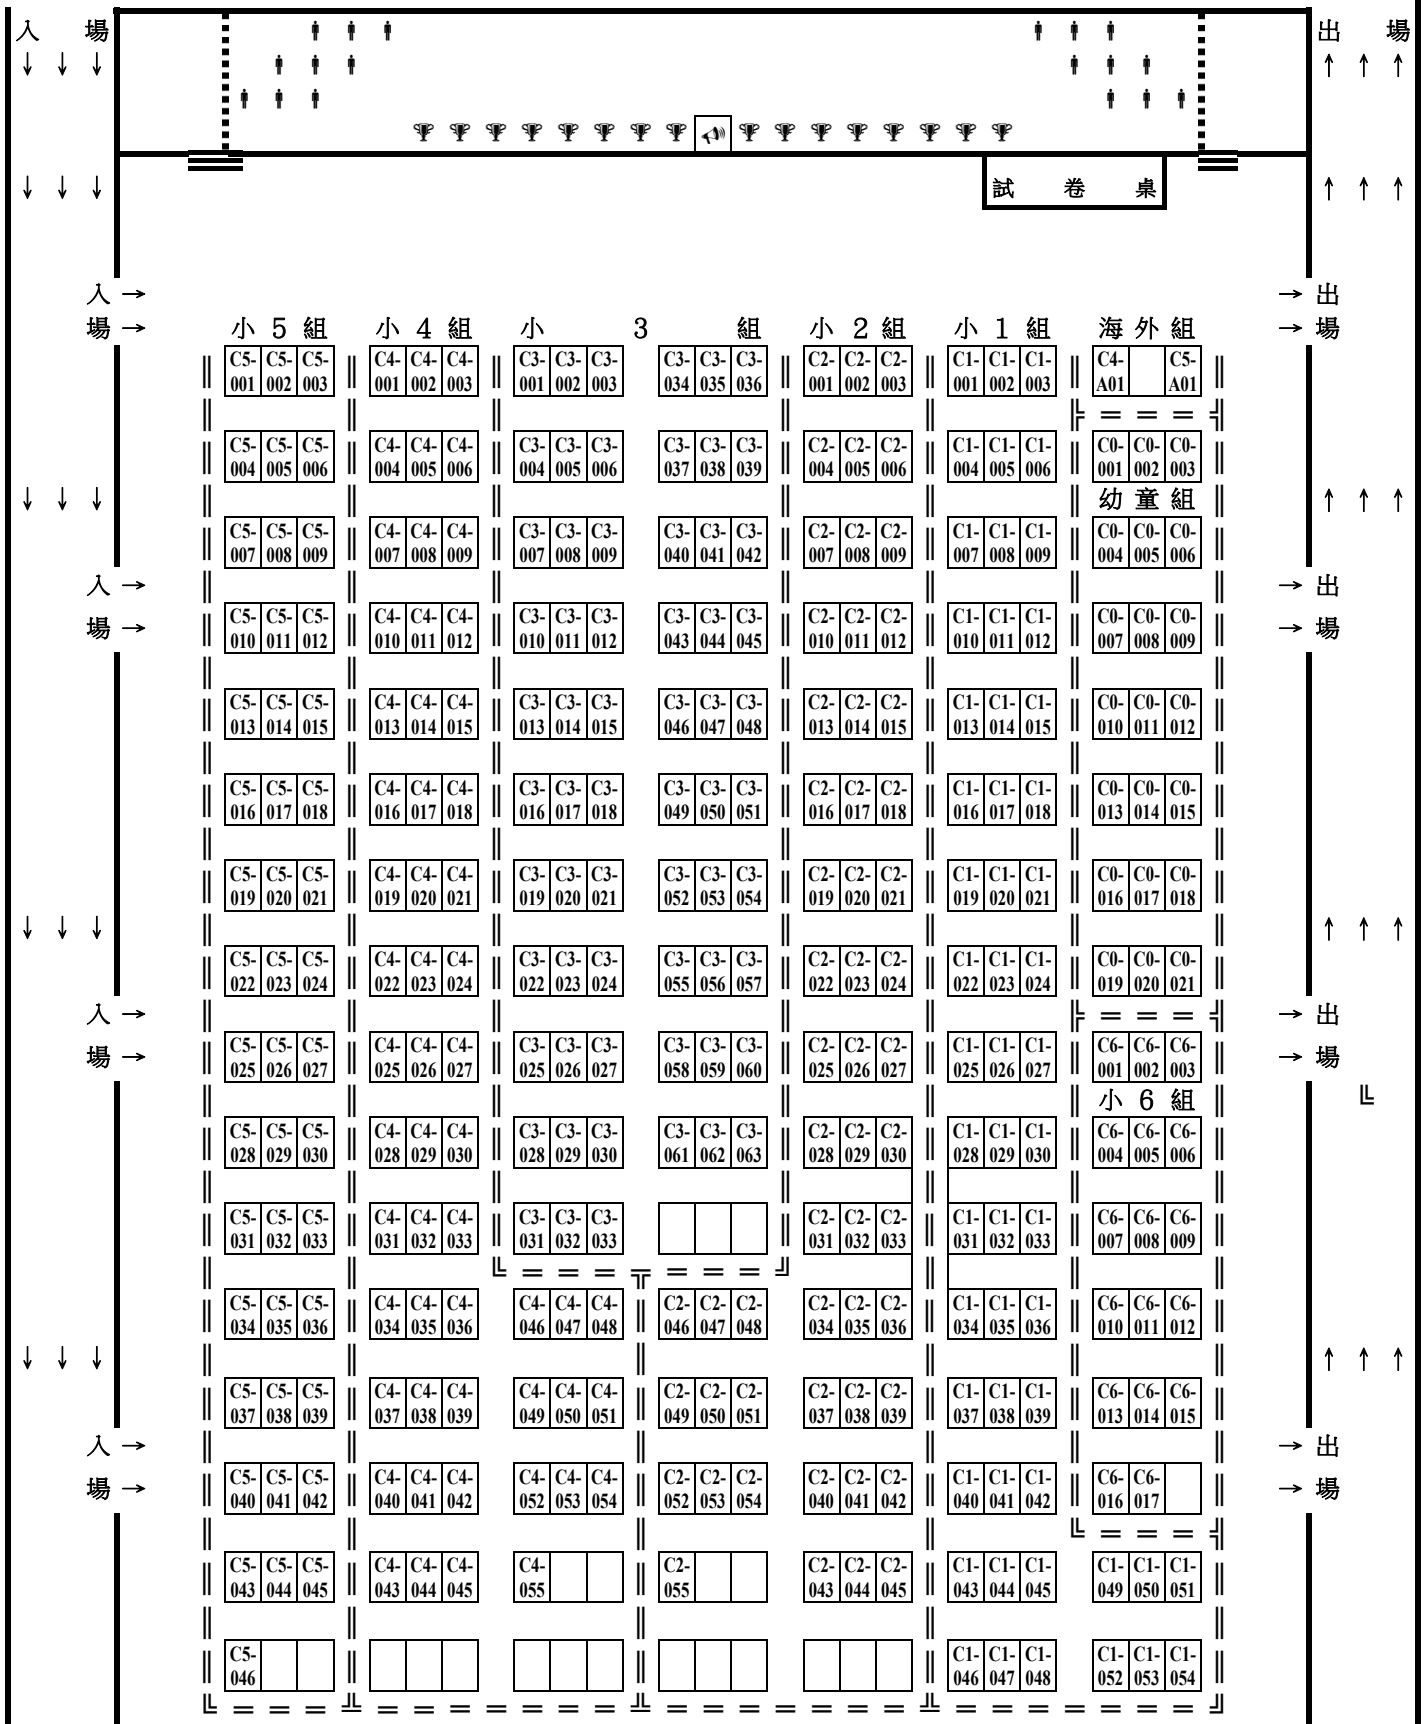 入 場 出 場
↓ ↓ ↓ ↑ ↑ ↑
↓ ↓ ↓ 試 卷 桌 ↑ ↑ ↑
入 → → 出
場 → 小 5 組 小 4 組 小 3 組 小 2 組 小 1 組 海 外 組 → 場
C5-001 C5-002 C5-003 C4-001 C4-002 C4-003 C3-001 C3-002 C3-003 C3-034 C3-035 C3-036 C2-001 C2-002 C2-003 C1-001 C1-002 C1-003 C4-A01 C5-A01
C5-004 C5-005 C5-006 C4-004 C4-005 C4-006 C3-004 C3-005 C3-006 C3-037 C3-038 C3-039 C2-004 C2-005 C2-006 C1-004 C1-005 C1-006 C0-001 C0-002 C0-003
↓ ↓ ↓ 幼 童 組 ↑ ↑ ↑
C5-007 C5-008 C5-009 C4-007 C4-008 C4-009 C3-007 C3-008 C3-009 C3-040 C3-041 C3-042 C2-007 C2-008 C2-009 C1-007 C1-008 C1-009 C0-004 C0-005 C0-006
入 → → 出
場 → C5-010 C5-011 C5-012 C4-010 C4-011 C4-012 C3-010 C3-011 C3-012 C3-043 C3-044 C3-045 C2-010 C2-011 C2-012 C1-010 C1-011 C1-012 C0-007 C0-008 C0-009 → 場
C5-013 C5-014 C5-015 C4-013 C4-014 C4-015 C3-013 C3-014 C3-015 C3-046 C3-047 C3-048 C2-013 C2-014 C2-015 C1-013 C1-014 C1-015 C0-010 C0-011 C0-012
C5-016 C5-017 C5-018 C4-016 C4-017 C4-018 C3-016 C3-017 C3-018 C3-049 C3-050 C3-051 C2-016 C2-017 C2-018 C1-016 C1-017 C1-018 C0-013 C0-014 C0-015
C5-019 C5-020 C5-021 C4-019 C4-020 C4-021 C3-019 C3-020 C3-021 C3-052 C3-053 C3-054 C2-019 C2-020 C2-021 C1-019 C1-020 C1-021 C0-016 C0-017 C0-018
↓ ↓ ↓ ↑ ↑ ↑
C5-022 C5-023 C5-024 C4-022 C4-023 C4-024 C3-022 C3-023 C3-024 C3-055 C3-056 C3-057 C2-022 C2-023 C2-024 C1-022 C1-023 C1-024 C0-019 C0-020 C0-021
入 → → 出
場 → C5-025 C5-026 C5-027 C4-025 C4-026 C4-027 C3-025 C3-026 C3-027 C3-058 C3-059 C3-060 C2-025 C2-026 C2-027 C1-025 C1-026 C1-027 C6-001 C6-002 C6-003 → 場
小 6 組
C5-028 C5-029 C5-030 C4-028 C4-029 C4-030 C3-028 C3-029 C3-030 C3-061 C3-062 C3-063 C2-028 C2-029 C2-030 C1-028 C1-029 C1-030 C6-004 C6-005 C6-006
C5-031 C5-032 C5-033 C4-031 C4-032 C4-033 C3-031 C3-032 C3-033 C2-031 C2-032 C2-033 C1-031 C1-032 C1-033 C6-007 C6-008 C6-009
C5-034 C5-035 C5-036 C4-034 C4-035 C4-036 C4-046 C4-047 C4-048 C2-046 C2-047 C2-048 C2-034 C2-035 C2-036 C1-034 C1-035 C1-036 C6-010 C6-011 C6-012
↓ ↓ ↓ ↑ ↑ ↑
C5-037 C5-038 C5-039 C4-037 C4-038 C4-039 C4-049 C4-050 C4-051 C2-049 C2-050 C2-051 C2-037 C2-038 C2-039 C1-037 C1-038 C1-039 C6-013 C6-014 C6-015
入 → → 出
場 → C5-040 C5-041 C5-042 C4-040 C4-041 C4-042 C4-052 C4-053 C4-054 C2-052 C2-053 C2-054 C2-040 C2-041 C2-042 C1-040 C1-041 C1-042 C6-016 C6-017 → 場
C5-043 C5-044 C5-045 C4-043 C4-044 C4-045 C4-055 C2-055 C2-043 C2-044 C2-045 C1-043 C1-044 C1-045 C1-049 C1-050 C1-051
C5-046 C1-046 C1-047 C1-048 C1-052 C1-053 C1-054